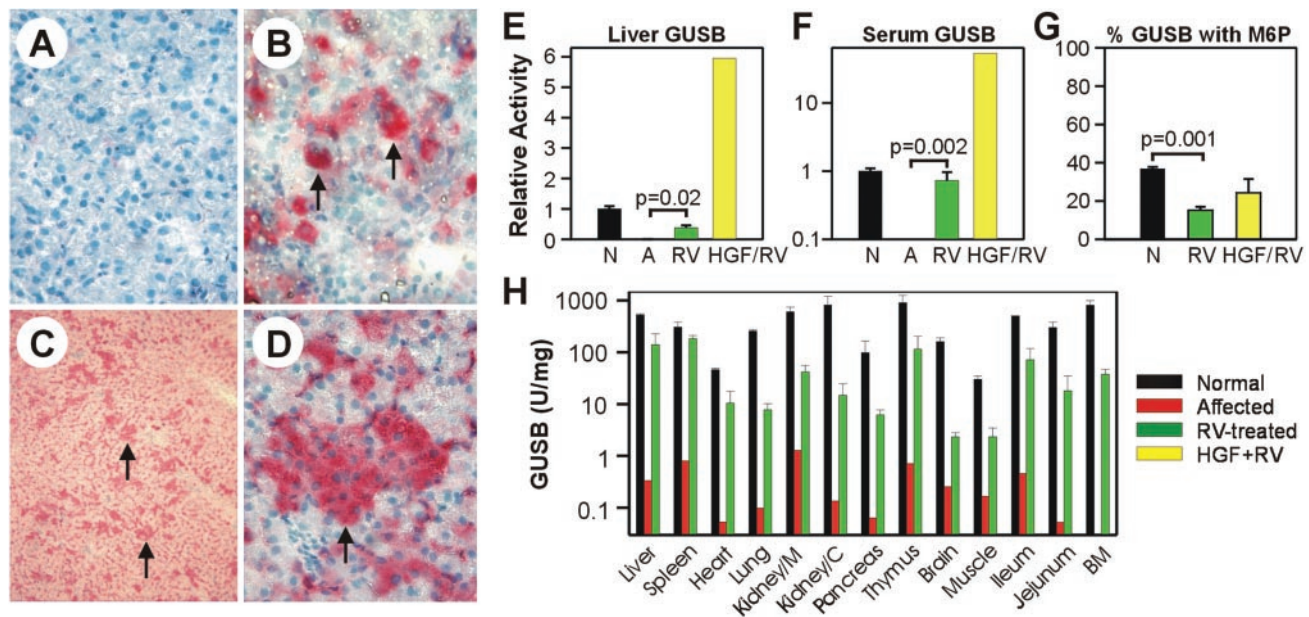 A
B
C
D
E
Liver GUSB
Relative Activity
6
5
4
3
2
1
0
p=0.02
N A RV HGF/RV
F
Serum GUSB
10
1
0.1
p=0.002
N A RV HGF/RV
G
% GUSB with M6P
100
80
60
40
20
0
p=0.001
N RV HGF/RV
H
GUSB (U/mg)
1000
100
10
1
0.1
Liver
Spleen
Heart
Lung
Kidney/M
Kidney/C
Pancreas
Thymus
Brain
Muscle
Ileum
Jejunum
BM
Normal
Affected
RV-treated
HGF+RV